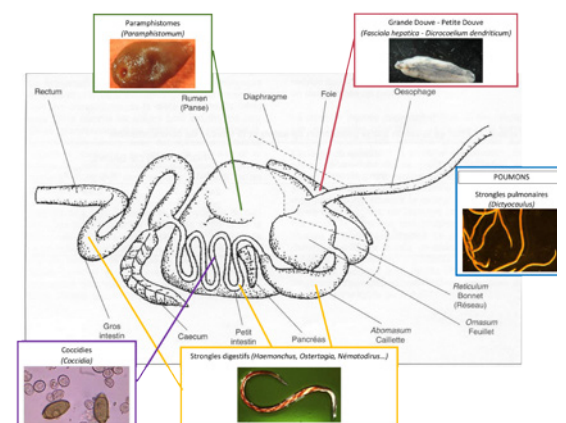 Paramphistomes
(Paramphistomum)
Grande Douve - Petite Douve
(Fasciola hepatica - Dicrocoelium dendriticum)
Rectum
Rumen
(Panse)
Diaphragme
Foie
Oesophage
POUMONS
Strongles pulmonaires
(Dictyocaulus)
Reticulum
Bonnet
(Réseau)
Omasum
Feuillet
Abomasum
Caillette
Pancréas
Petit
intestin
Caecum
Gros
intestin
Coccidies
(Coccidia)
Strongles digestifs (Haemonchus, Ostertagia, Nématodirus...)